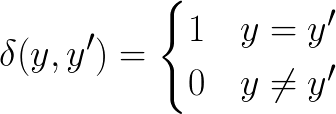 δ(y, y′) = { 1 y = y′
0 y ≠ y′